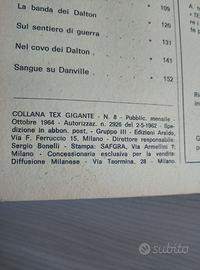 La banda dei Dalton
* 109
Sul sentiero di guerra
* 120
* 131
Nel covo dei Dalton .
* 141
Sangue su Danville .
* 152
COLLANA TEX GIGANTE - N. 8 - Pubblic. mensile -
Ottobre 1964 - Autorizzaz. n. 2926 del 2-5-1962 - Spe-
dizione in abbon. post. - Gruppo III - Edizioni Araldo,
Via F. Ferruccio 15, Milano - Direttore responsabile:
Sergio Bonelli - Stampa: SAFGRA, Via Armellini 7,
Milano - Concessionaria esclusiva per la vendita:
Diffusione Milanese - Via Taormina, 28 - Milano.
subito